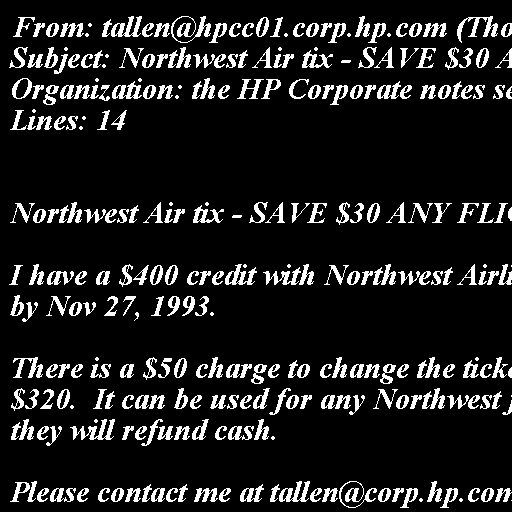 From: tallen@hpcc01.corp.hp.com (Tho
Subject: Northwest Air tix - SAVE $30 A
Organization: the HP Corporate notes se
Lines: 14
Northwest Air tix - SAVE $30 ANY FLI
I have a $400 credit with Northwest Airli
by Nov 27, 1993.
There is a $50 charge to change the ticke
$320.  It can be used for any Northwest
they will refund cash.
Please contact me at tallen@corp.hp.com